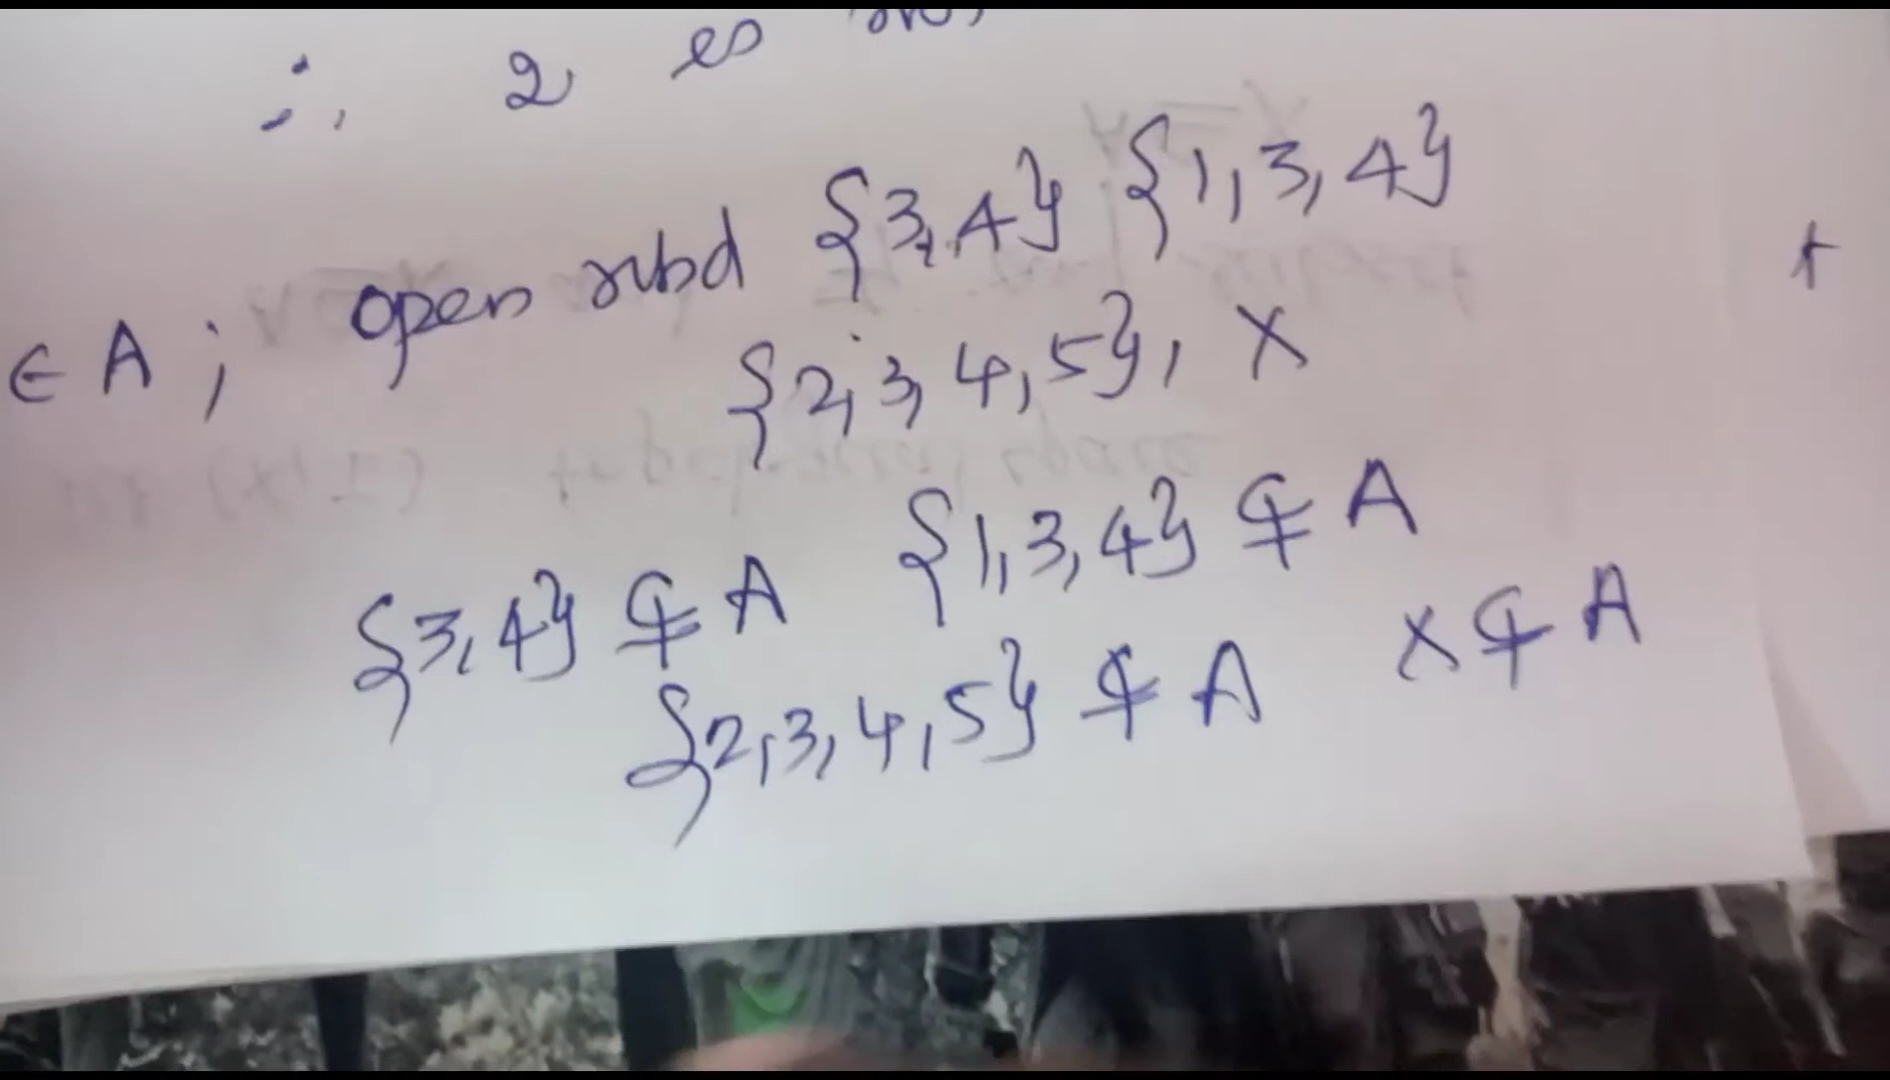 ∴ 2 is
∈ A ; open nbd {3,4} {1,3,4}
{2,3,4,5}, X
{3,4} ⊈ A {1,3,4} ⊈ A
{2,3,4,5} ⊈ A X ⊈ A